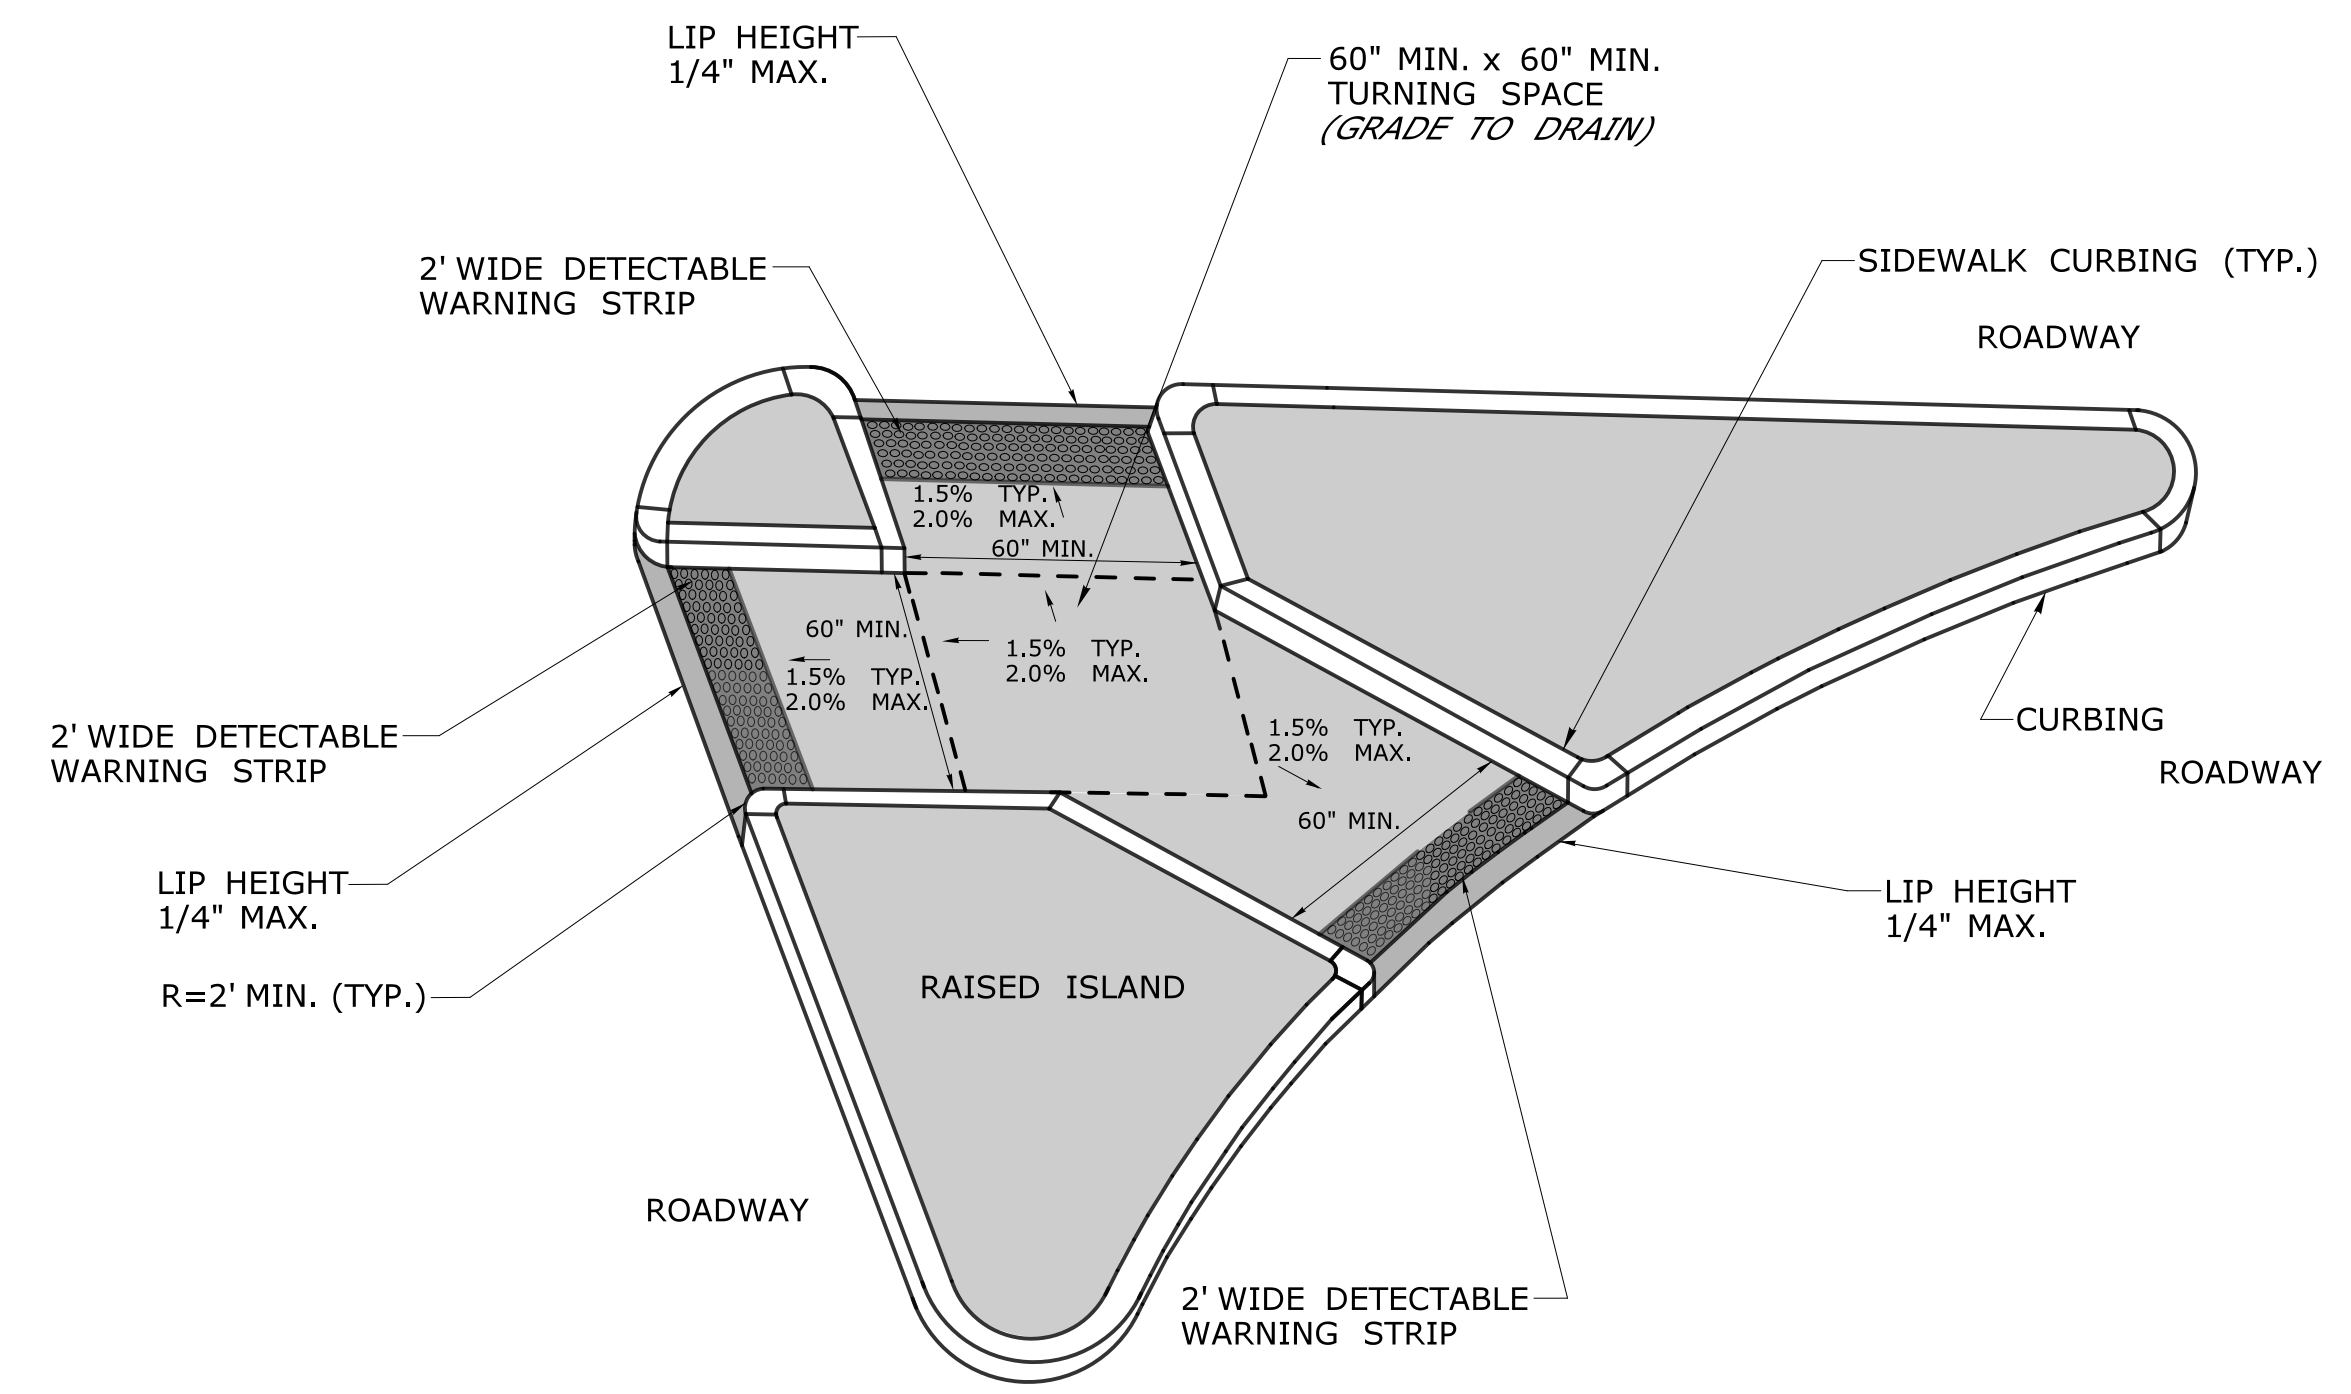 LIP HEIGHT
1/4" MAX.
60" MIN. x 60" MIN.
TURNING SPACE
(GRADE TO DRAIN)
2' WIDE DETECTABLE
WARNING STRIP
SIDEWALK CURBING (TYP.)
ROADWAY
1.5% TYP.
2.0% MAX.
60" MIN.
60" MIN.
1.5% TYP.
2.0% MAX.
1.5% TYP.
2.0% MAX.
1.5% TYP.
2.0% MAX.
60" MIN.
CURBING
ROADWAY
2' WIDE DETECTABLE
WARNING STRIP
LIP HEIGHT
1/4" MAX.
LIP HEIGHT
1/4" MAX.
R=2' MIN. (TYP.)
RAISED ISLAND
ROADWAY
2' WIDE DETECTABLE
WARNING STRIP